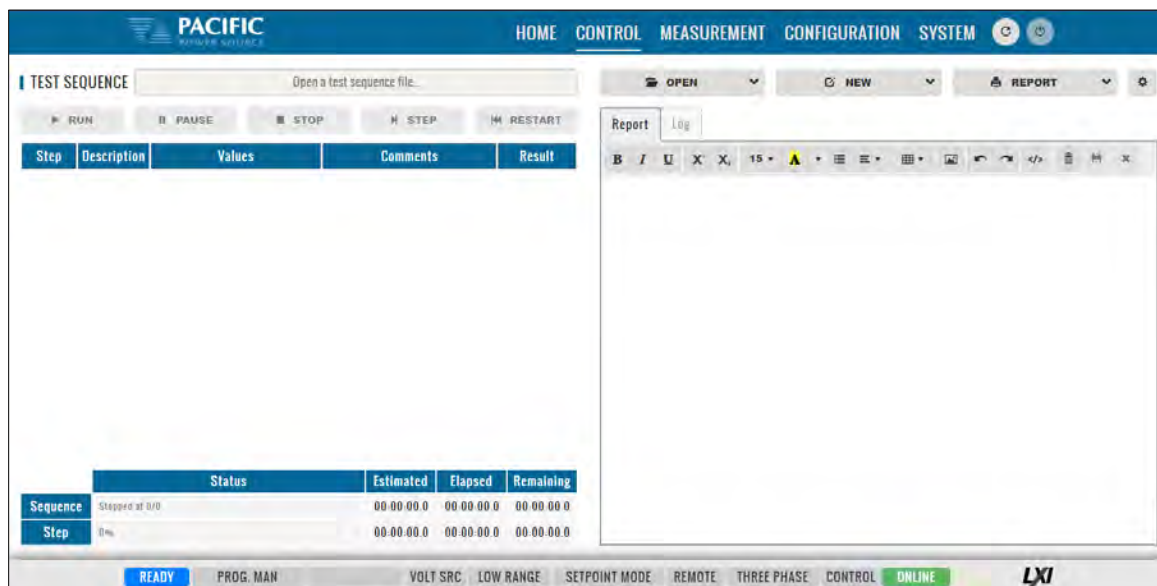 PACIFIC
POWER SOURCE
HOME CONTROL MEASUREMENT CONFIGURATION SYSTEM
TEST SEQUENCE Open a test sequence file...
RUN PAUSE STOP STEP RESTART
Step Description Values Comments Result
Status Estimated Elapsed Remaining
Sequence Stopped at 0/0 00:00:00.0 00:00:00.0 00:00:00.0
Step 0% 00:00:00.0 00:00:00.0 00:00:00.0
OPEN NEW REPORT
Report Log
B I U X X 15 A </>
READY PROG. MAN VOLT SRC LOW RANGE SETPOINT MODE REMOTE THREE PHASE CONTROL ONLINE LXI